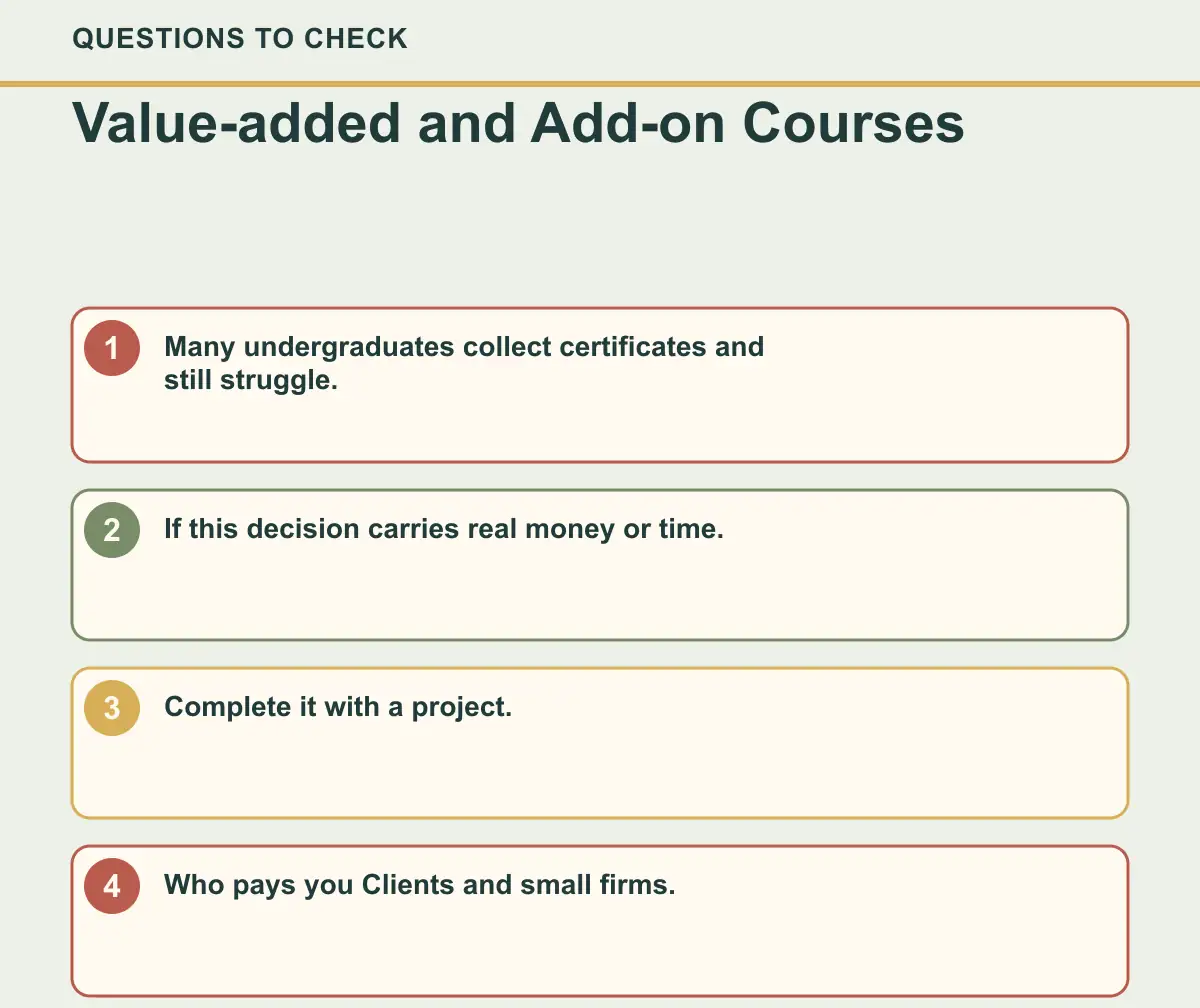 QUESTIONS TO CHECK
Value-added and Add-on Courses
1
Many undergraduates collect certificates and
still struggle.
2
If this decision carries real money or time.
3
Complete it with a project.
4
Who pays you Clients and small firms.